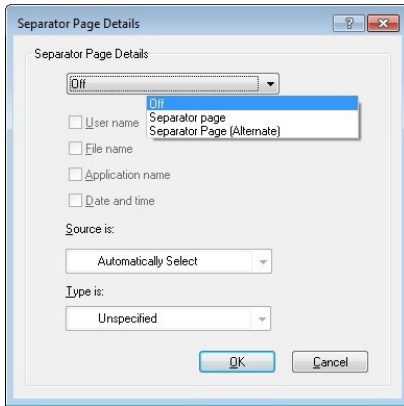 Separator Page Details
Separator Page Details
Off
Off
Separator page
Separator Page (Alternate)
User name
File name
Application name
Date and time
Source is:
Automatically Select
Type is:
Unspecified
OK Cancel